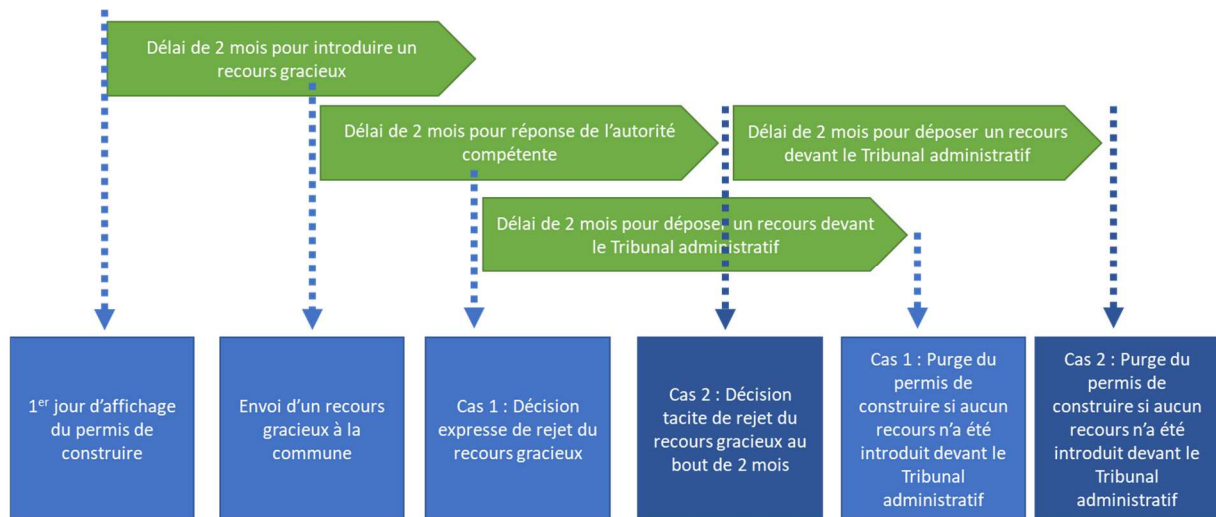 Délai de 2 mois pour introduire un
recours gracieux
Délai de 2 mois pour réponse de l'autorité
compétente
Délai de 2 mois pour déposer un recours
devant le Tribunal administratif
Délai de 2 mois pour déposer un recours devant
le Tribunal administratif
1er jour d'affichage
du permis de
construire
Envoi d'un recours
gracieux à la
commune
Cas 1 : Décision
expresse de rejet du
recours gracieux
Cas 2 : Décision
tacite de rejet du
recours gracieux au
bout de 2 mois
Cas 1 : Purge du
permis de
construire si aucun
recours n'a été
introduit devant le
Tribunal
administratif
Cas 2 : Purge du
permis de
construire si aucun
recours n'a été
introduit devant le
Tribunal
administratif